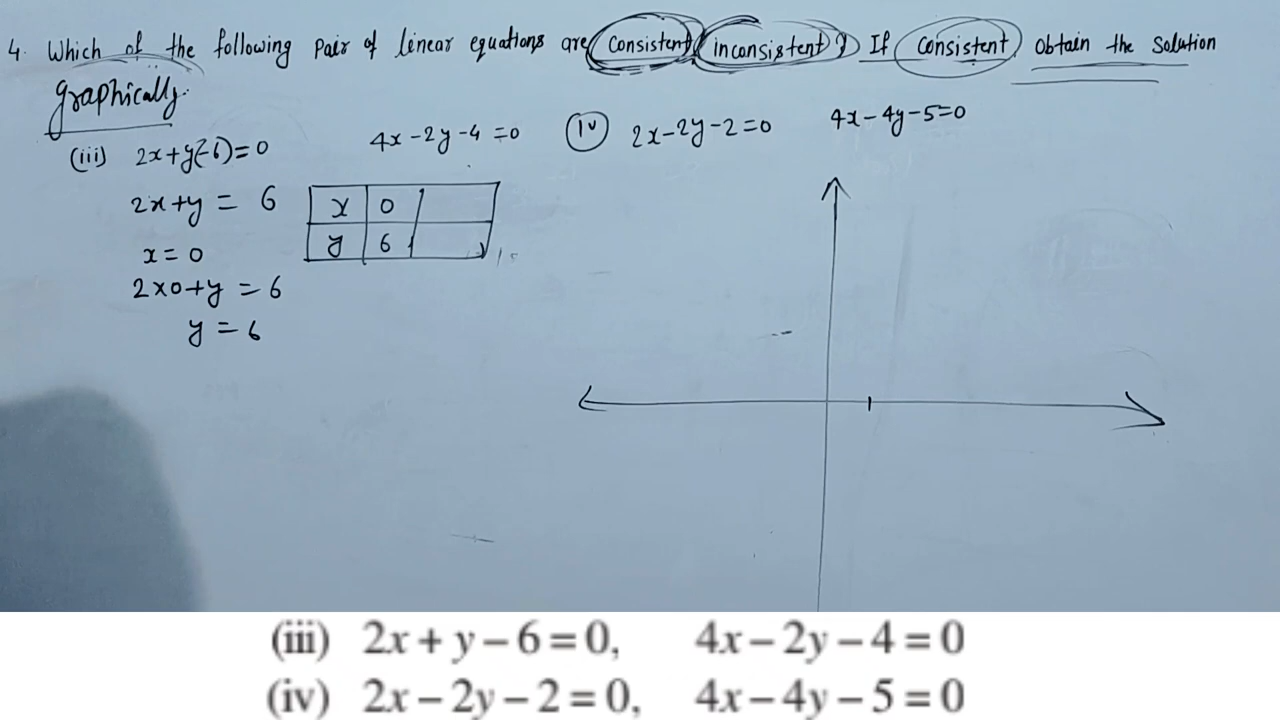 4. Which of the following pair of linear equations are consistent, inconsistent? If consistent obtain the solution
graphically.
(iii) 2x+y(-6)=0 4x-2y-4=0 (iv) 2x-2y-2=0 4x-4y-5=0
2x+y = 6
x 0
y 6
x=0
2x0+y = 6
y = 6
(iii) 2x + y – 6 = 0, 4x – 2y – 4 = 0
(iv) 2x – 2y – 2 = 0, 4x – 4y – 5 = 0